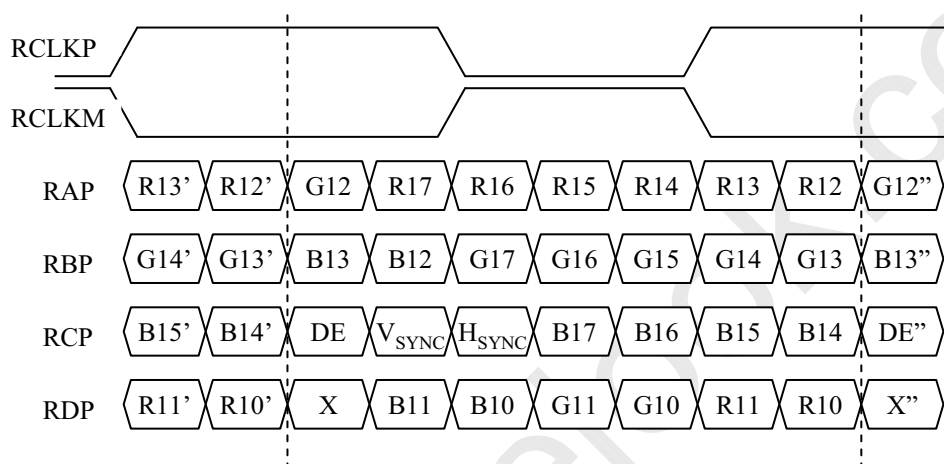 RCLKP
RCLKM
RAP R13’ R12’ G12 R17 R16 R15 R14 R13 R12 G12”
RBP G14’ G13’ B13 B12 G17 G16 G15 G14 G13 B13”
RCP B15’ B14’ DE VSYNC HSYNC B17 B16 B15 B14 DE”
RDP R11’ R10’ X B11 B10 G11 G10 R11 R10 X”